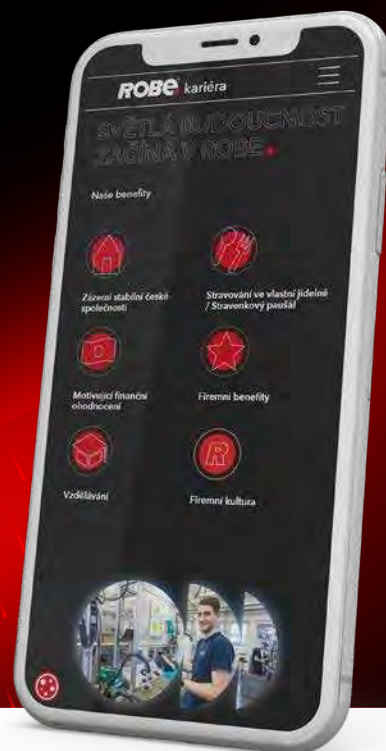 ROBE kariéra
SVĚTLÁ BUDOUCNOST
ZAČÍNÁ V ROBE.
Naše benefity
Zázemí stabilní české
společnosti
Stravování ve vlastní jídelně
/ Stravenkový paušál
Motivující finanční
ohodnocení
Firemní benefity
Vzdělávání
R
Firemní kultura